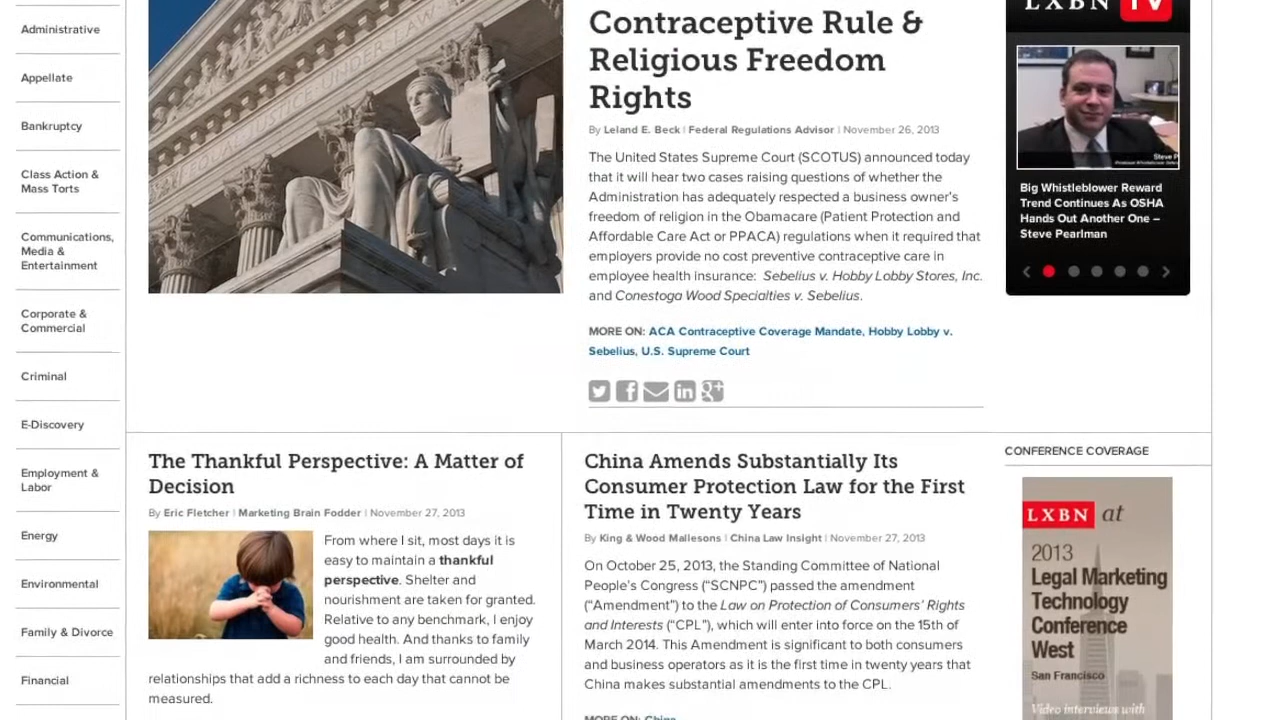 Administrative
Appellate
Bankruptcy
Class Action &
Mass Torts
Communications,
Media &
Entertainment
Corporate &
Commercial
Criminal
E-Discovery
Employment &
Labor
Energy
Environmental
Family & Divorce
Financial
EQUAL JUSTICE UNDER LAW
Contraceptive Rule &
Religious Freedom
Rights
By Leland E. Beck | Federal Regulations Advisor | November 26, 2013
The United States Supreme Court (SCOTUS) announced today
that it will hear two cases raising questions of whether the
Administration has adequately respected a business owner's
freedom of religion in the Obamacare (Patient Protection and
Affordable Care Act or PPACA) regulations when it required that
employers provide no cost preventive contraceptive care in
employee health insurance: Sebelius v. Hobby Lobby Stores, Inc.
and Conestoga Wood Specialties v. Sebelius.
MORE ON: ACA Contraceptive Coverage Mandate, Hobby Lobby v.
Sebelius, U.S. Supreme Court
LXBN TV
Steve P
Big Whistleblower Reward
Trend Continues As OSHA
Hands Out Another One –
Steve Pearlman
The Thankful Perspective: A Matter of
Decision
By Eric Fletcher | Marketing Brain Fodder | November 27, 2013
From where I sit, most days it is
easy to maintain a thankful
perspective. Shelter and
nourishment are taken for granted.
Relative to any benchmark, I enjoy
good health. And thanks to family
and friends, I am surrounded by
relationships that add a richness to each day that cannot be
measured.
China Amends Substantially Its
Consumer Protection Law for the First
Time in Twenty Years
By King & Wood Mallesons | China Law Insight | November 27, 2013
On October 25, 2013, the Standing Committee of National
People's Congress ("SCNPC") passed the amendment
("Amendment") to the Law on Protection of Consumers' Rights
and Interests ("CPL"), which will enter into force on the 15th of
March 2014. This Amendment is significant to both consumers
and business operators as it is the first time in twenty years that
China makes substantial amendments to the CPL.
MORE ON: China
CONFERENCE COVERAGE
LXBN at
2013
Legal Marketing
Technology
Conference
West
San Francisco
Video interviews with